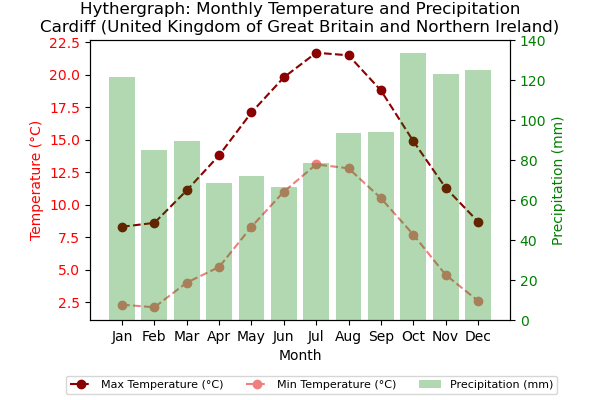 Hythergraph: Monthly Temperature and Precipitation
Cardiff (United Kingdom of Great Britain and Northern Ireland)
22.5
20.0
17.5
15.0
12.5
10.0
7.5
5.0
2.5
Temperature (°C)
140
120
100
80
60
40
20
0
Precipitation (mm)
Jan Feb Mar Apr May Jun Jul Aug Sep Oct Nov Dec
Month
Max Temperature (°C) Min Temperature (°C) Precipitation (mm)